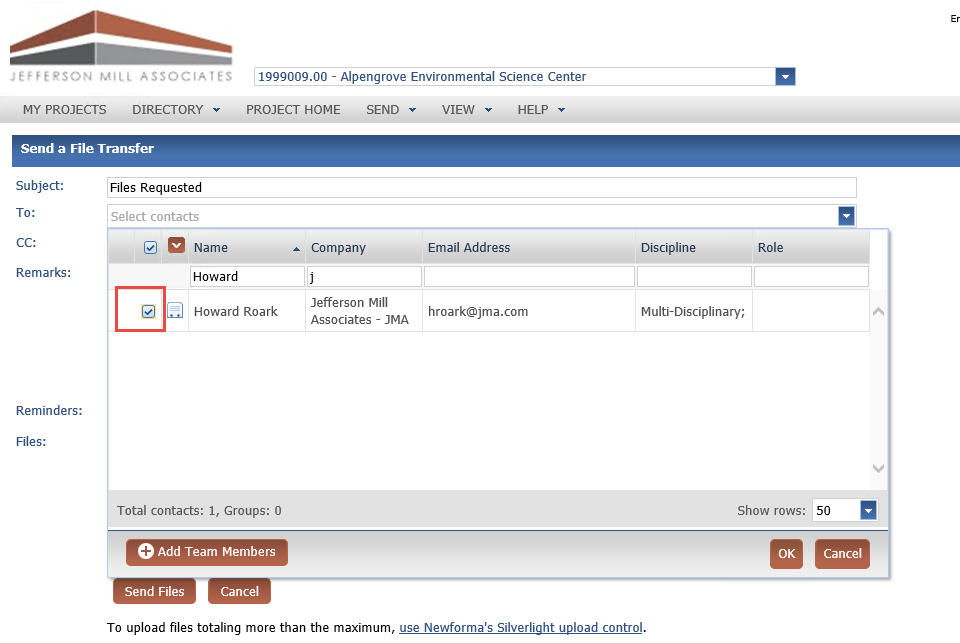 En
JEFFERSON MILL ASSOCIATES
1999009.00 - Alpengrove Environmental Science Center
MY PROJECTS DIRECTORY PROJECT HOME SEND VIEW HELP
Send a File Transfer
Subject: Files Requested
To: Select contacts
CC:
Name Company Email Address Discipline Role
Remarks:
Howard j
Howard Roark Jefferson Mill Associates - JMA hroark@jma.com Multi-Disciplinary;
Reminders:
Files:
Total contacts: 1, Groups: 0 Show rows: 50
Add Team Members OK Cancel
Send Files Cancel
To upload files totaling more than the maximum, use Newforma's Silverlight upload control.